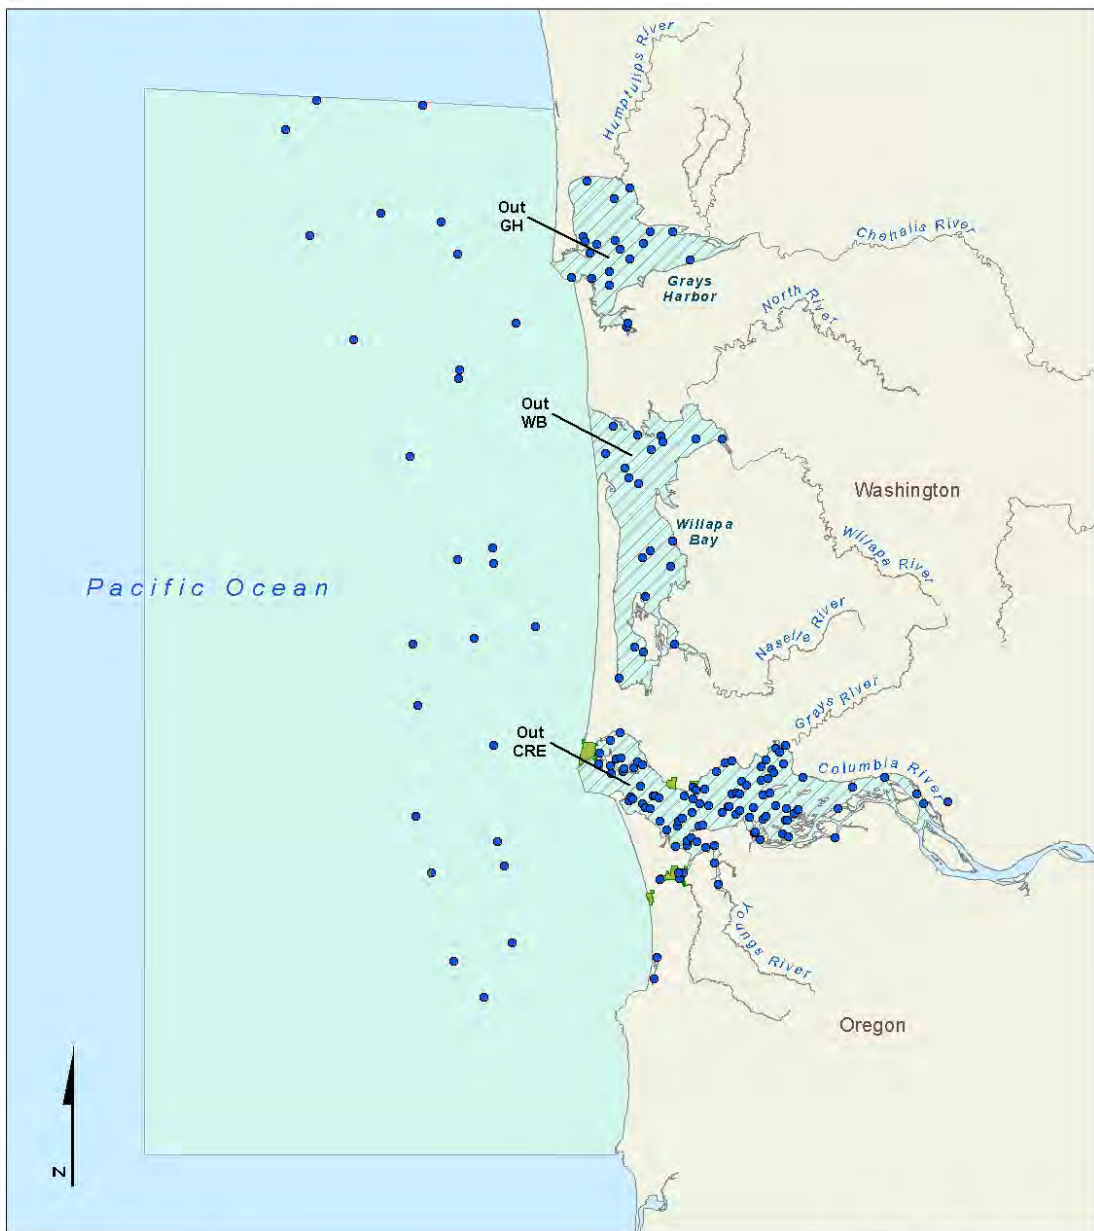 Humptulips River
Out
GH
Chehalis River
Grays
Harbor
North River
Out
WB
Washington
Willapa
Bay
Willapa River
Pacific Ocean
Naselle River
Grays River
Out
CRE
Columbia River
Youngs River
Oregon
N